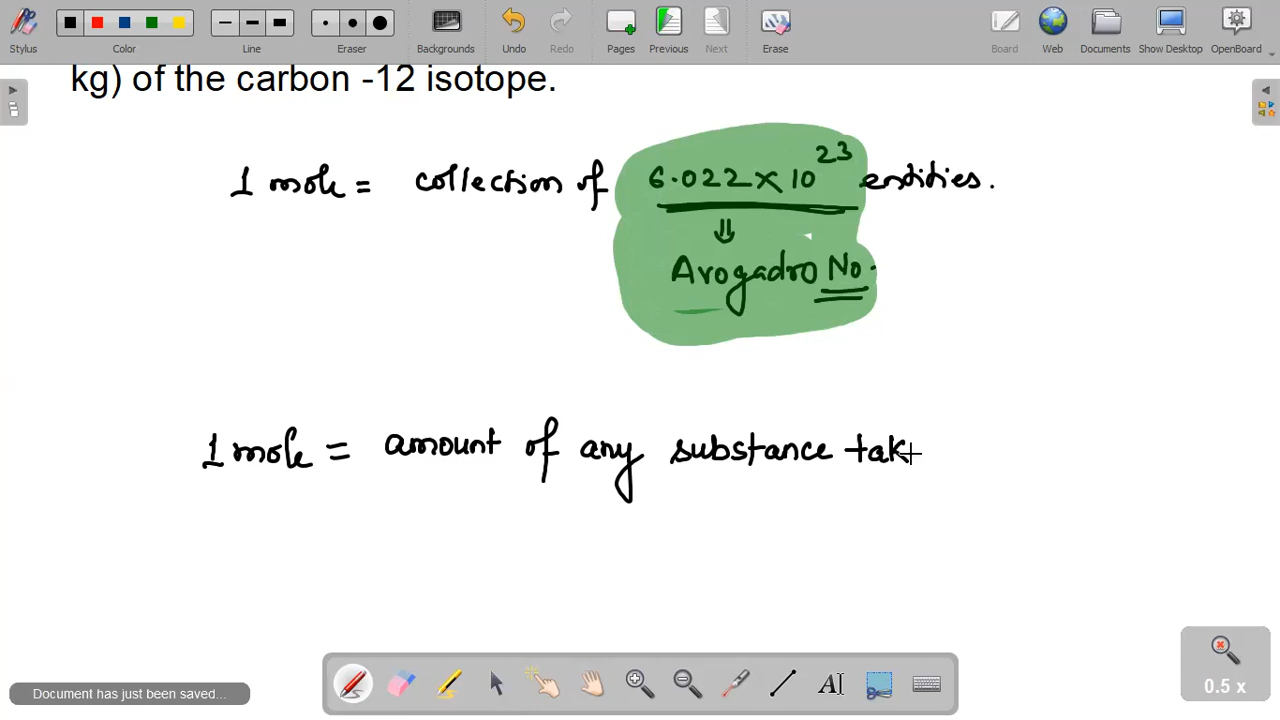 Stylus Color Line Eraser Backgrounds Undo Redo Pages Previous Next Erase Board Web Documents Show Desktop OpenBoard
kg) of the carbon -12 isotope.
1 mole = collection of 6.022 × 10²³ entities.
⇓
Avogadro No.
1 mole = amount of any substance tak
Document has just been saved...
AI
0.5 x